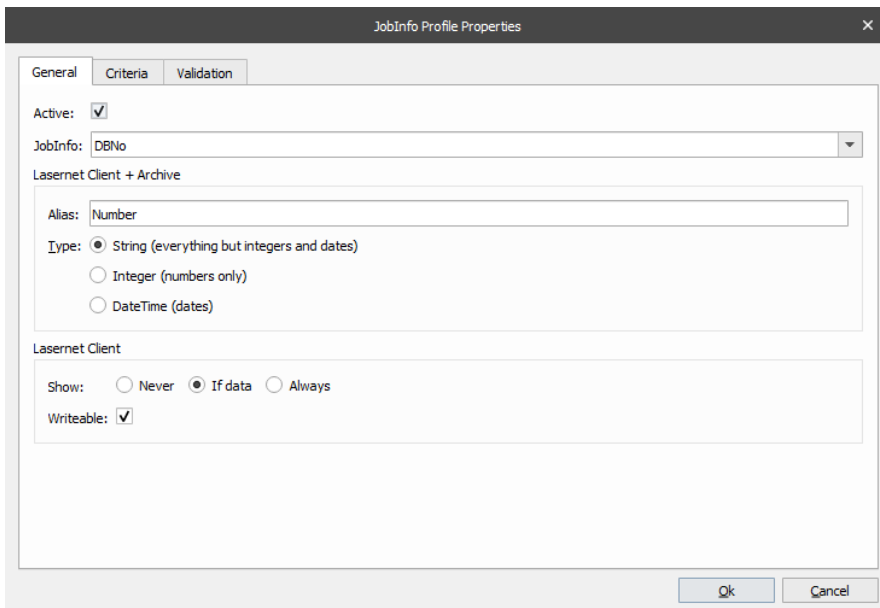 JobInfo Profile Properties
General Criteria Validation
Active:
JobInfo: DBNo
Lasernet Client + Archive
Alias: Number
Type: String (everything but integers and dates)
Integer (numbers only)
DateTime (dates)
Lasernet Client
Show: Never If data Always
Writeable:
Ok Cancel